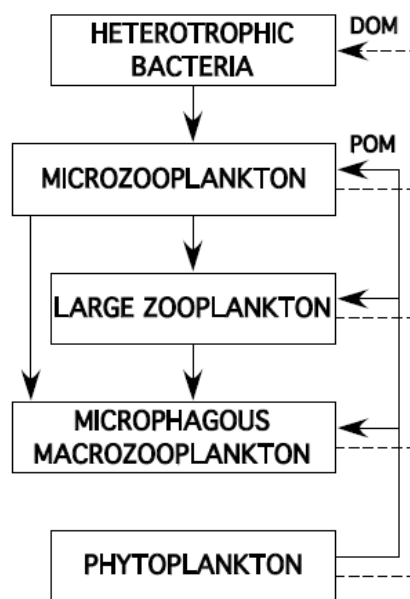 HETEROTROPHIC
BACTERIA
DOM
MICROZOOPLANKTON
POM
LARGE ZOOPLANKTON
MICROPHAGOUS
MACROZOOPLANKTON
PHYTOPLANKTON